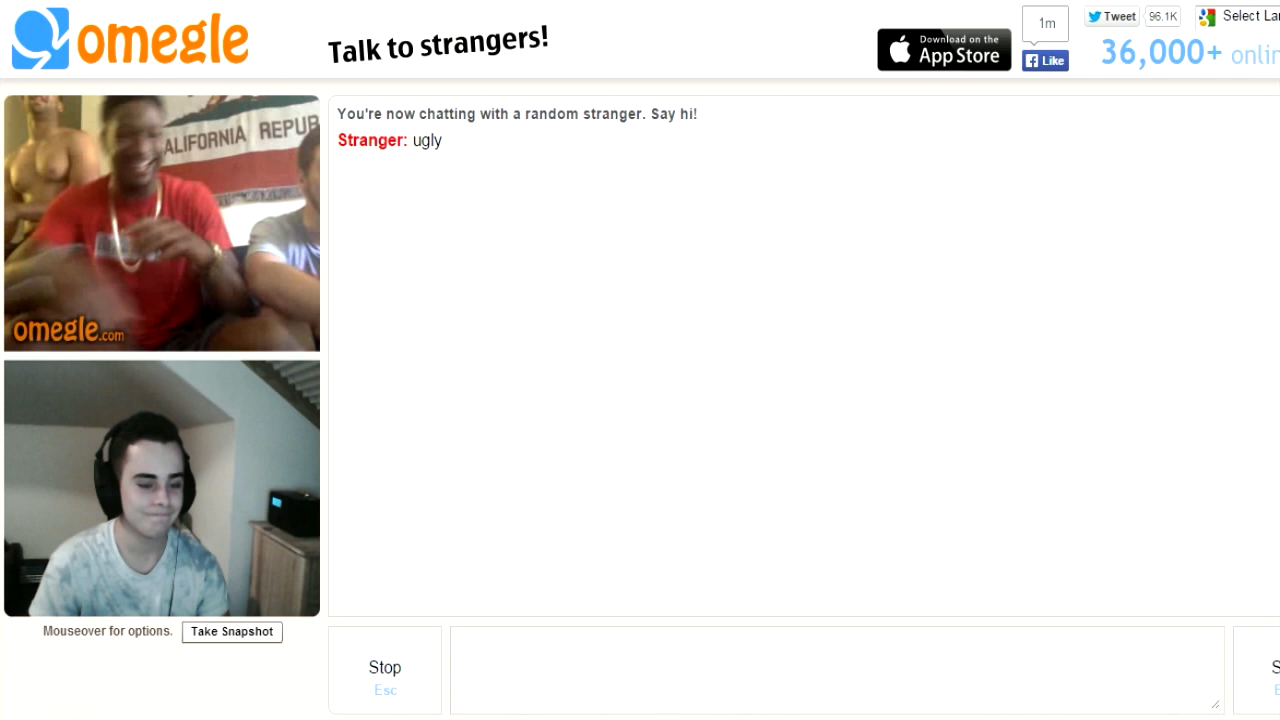 omegle
Talk to strangers!
Download on the
App Store
1m
Like
Tweet
96.1K
Select
36,000+
CALIFORNIA REPUB
omegle.com
You're now chatting with a random stranger. Say hi!
Stranger: ugly
Mouseover for options.
Take Snapshot
Stop
Esc